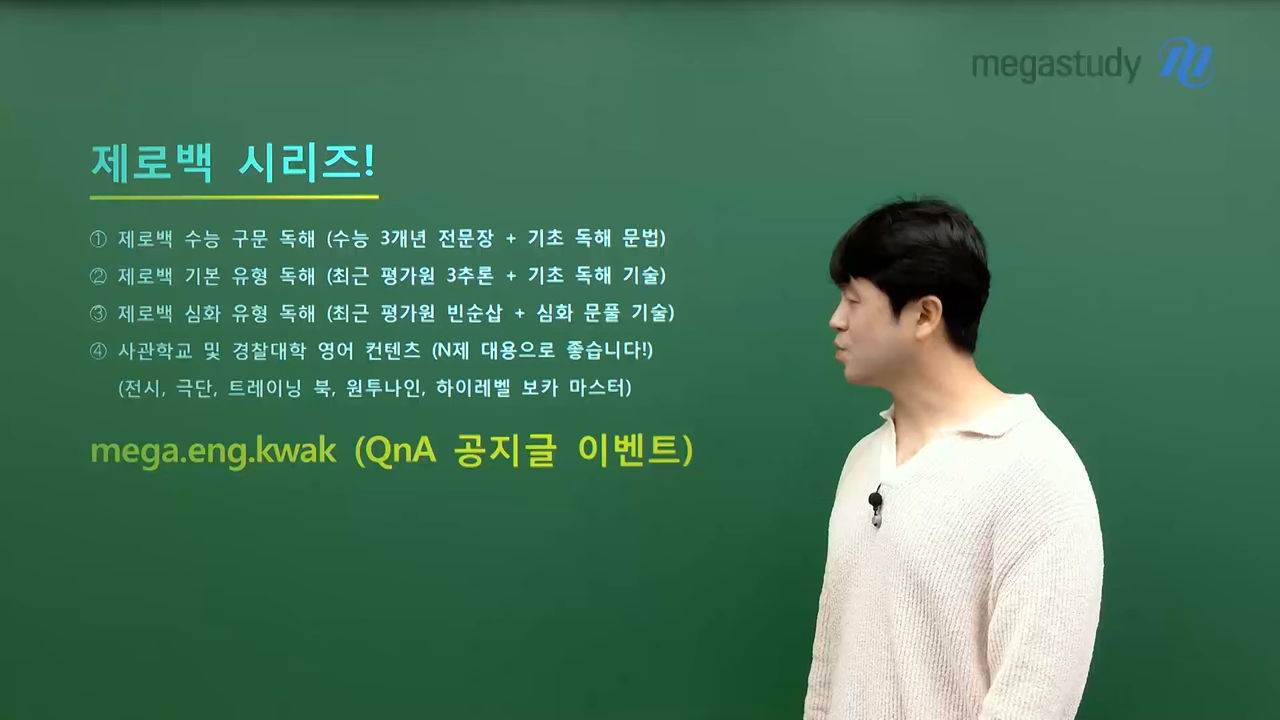 megastudy
제로백 시리즈!
① 제로백 수능 구문 독해 (수능 3개년 전문장 + 기초 독해 문법)
② 제로백 기본 유형 독해 (최근 평가원 3추론 + 기초 독해 기술)
③ 제로백 심화 유형 독해 (최근 평가원 빈순삽 + 심화 문풀 기술)
④ 사관학교 및 경찰대학 영어 컨텐츠 (N제 대용으로 좋습니다!)
(전시, 극단, 트레이닝 북, 원투나인, 하이레벨 보카 마스터)
mega.eng.kwak (QnA 공지글 이벤트)